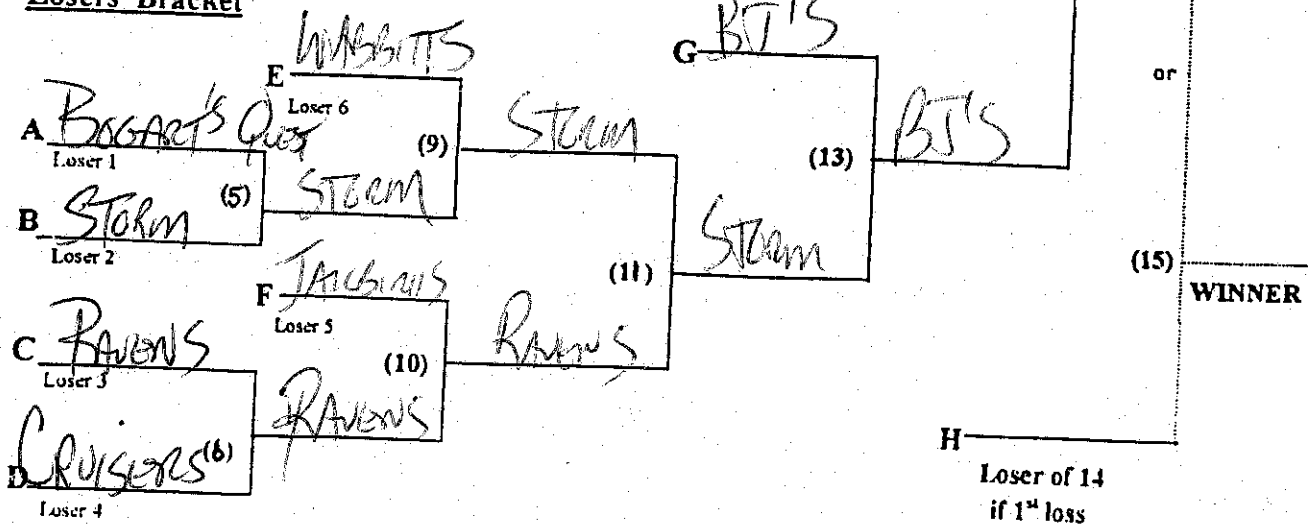 Losers Bracket
E WABBITTS
Loser 6
G BJ'S
or
A BOGART'S
Loser 1
(9)
STORM
(13)
BJ'S
B STORM
Loser 2
(5)
STORM
F
Loser 5
(11)
STORM
(15)
WINNER
C RAVENS
Loser 3
(10)
RAVENS
D CRUISERS
Loser 4
(6)
RAVENS
H
Loser of 14
if 1st loss